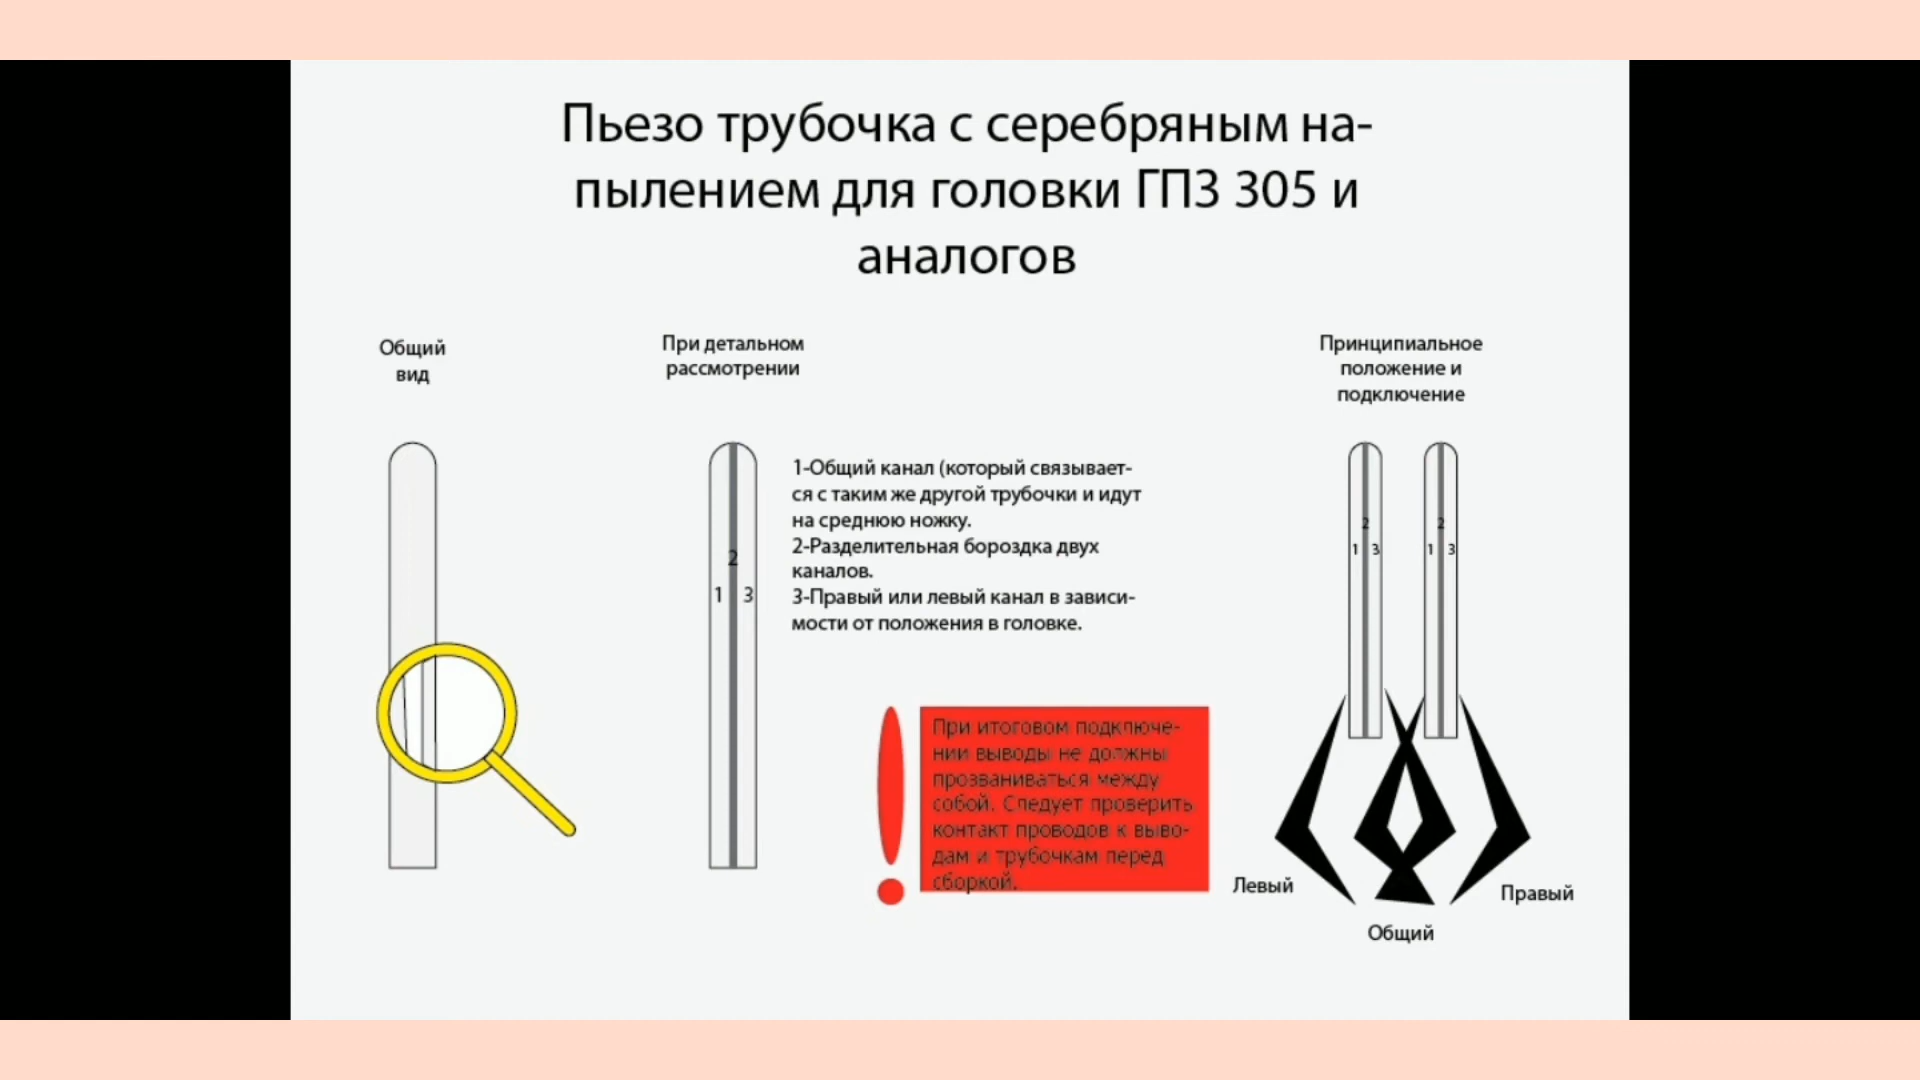 Пьезо трубочка с серебряным на-
пылением для головки ГПЗ 305 и
аналогов
Общий
вид
При детальном
рассмотрении
Принципиальное
положение и
подключение
1-Общий канал (который связывает-
ся с таким же другой трубочки и идут
на среднюю ножку.
2-Разделительная бороздка двух
каналов.
3-Правый или левый канал в зависи-
мости от положения в головке.
2
1 3
2
1 3
2
1 3
При итоговом подключе-
нии выводы не должны
прозваниваться между
собой. Следует проверить
контакт проводов к выво-
дам и трубочкам перед
сборкой.
Левый
Общий
Правый